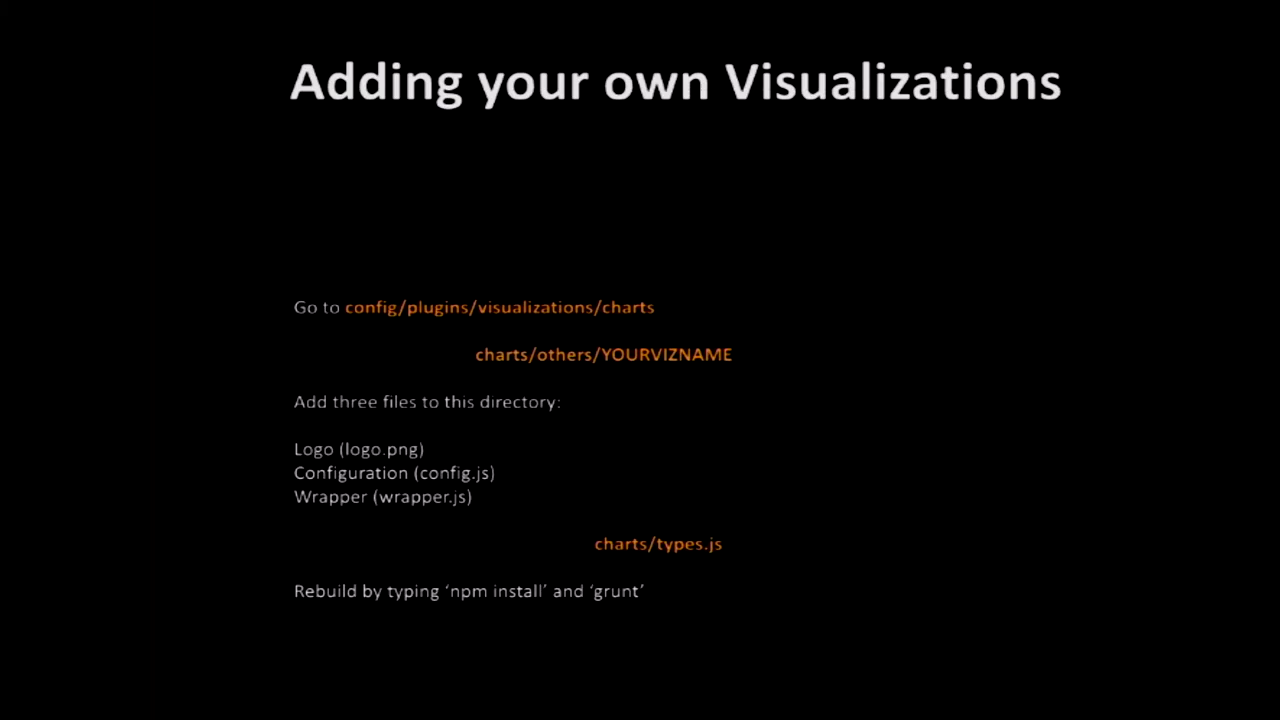 Adding your own Visualizations
Go to config/plugins/visualizations/charts
charts/others/YOURVIZNAME
Add three files to this directory:
Logo (logo.png)
Configuration (config.js)
Wrapper (wrapper.js)
charts/types.js
Rebuild by typing ‘npm install’ and ‘grunt’